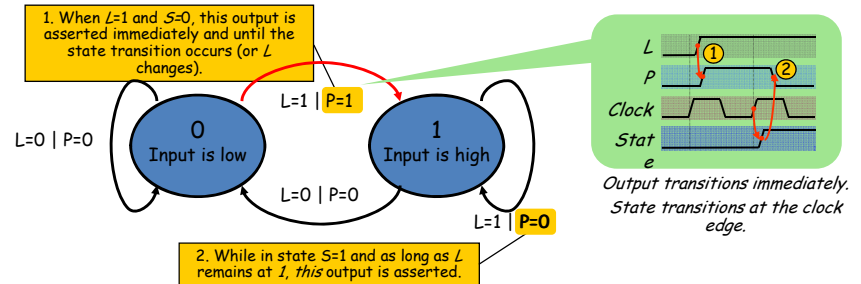 1. When L=1 and S=0, this output is
asserted immediately and until the
state transition occurs (or L
changes).
L=1 | P=1
L=0 | P=0
0
Input is low
1
Input is high
L=0 | P=0
L=1 | P=0
2. While in state S=1 and as long as L
remains at 1, this output is asserted.
L
1
P
2
Clock
Stat
e
Output transitions immediately.
State transitions at the clock
edge.